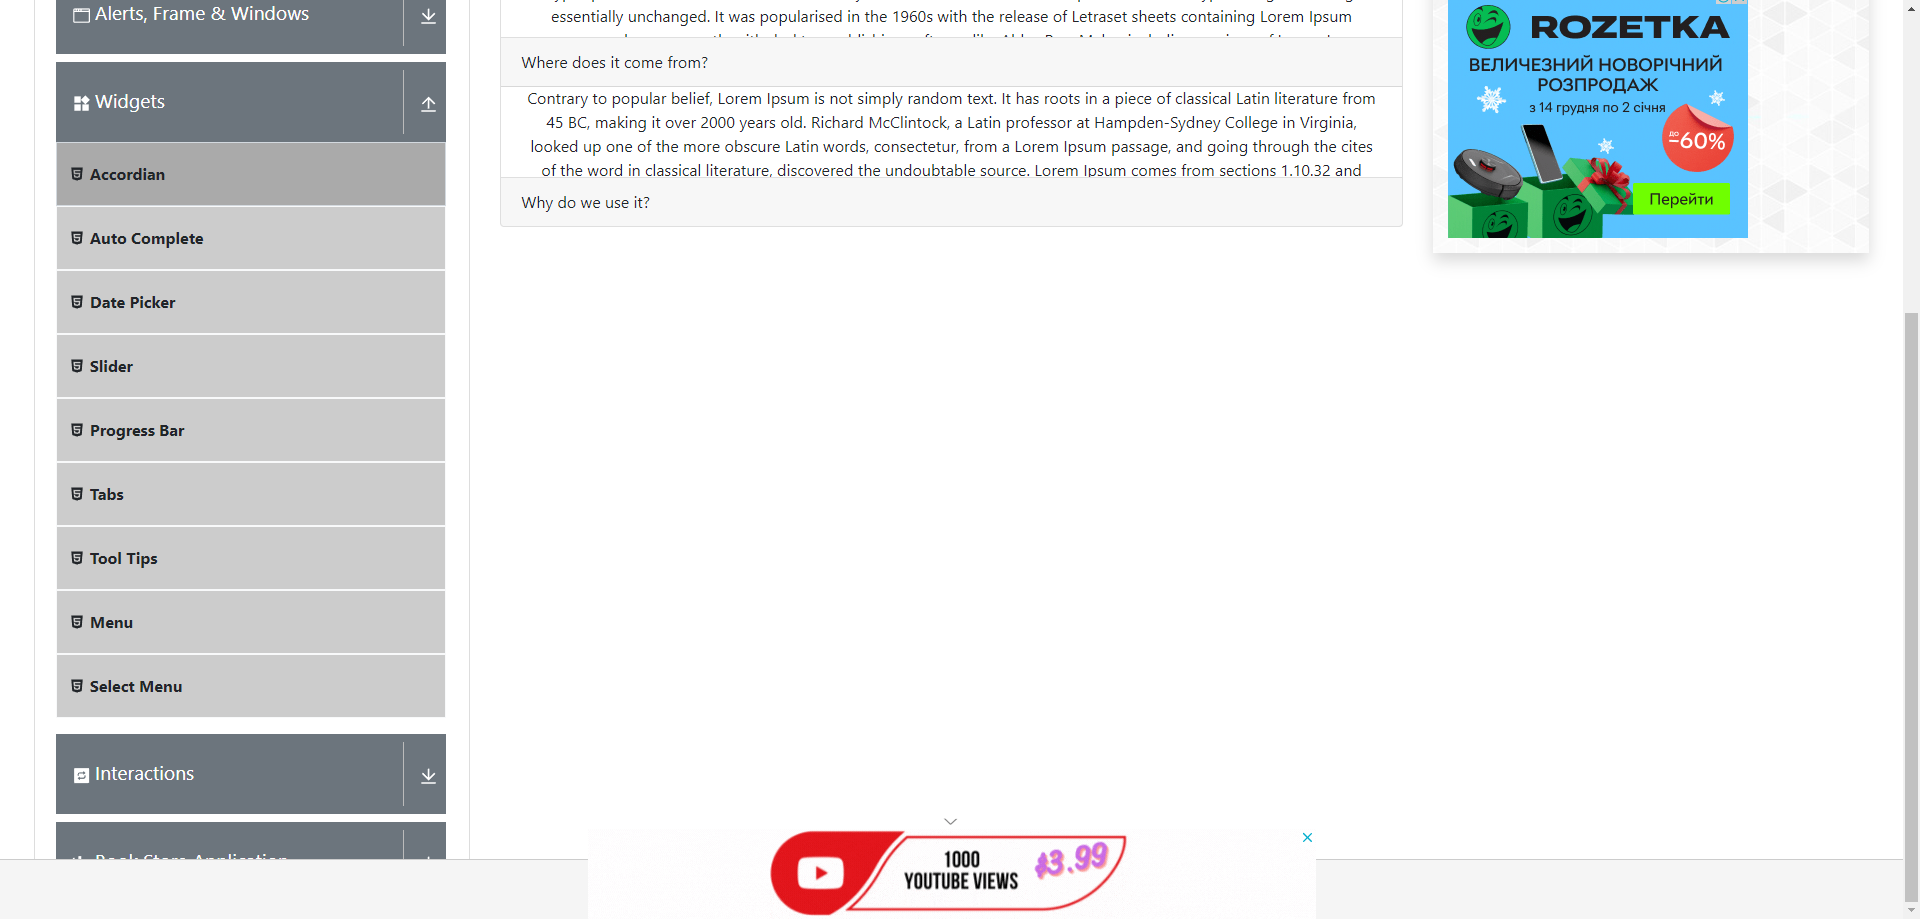 Alerts, Frame & Windows
Widgets
Accordian
Auto Complete
Date Picker
Slider
Progress Bar
Tabs
Tool Tips
Menu
Select Menu
Interactions
Book Store Application
essentially unchanged. It was popularised in the 1960s with the release of Letraset sheets containing Lorem Ipsum
Where does it come from?
Contrary to popular belief, Lorem Ipsum is not simply random text. It has roots in a piece of classical Latin literature from
45 BC, making it over 2000 years old. Richard McClintock, a Latin professor at Hampden-Sydney College in Virginia,
looked up one of the more obscure Latin words, consectetur, from a Lorem Ipsum passage, and going through the cites
of the word in classical literature, discovered the undoubtable source. Lorem Ipsum comes from sections 1.10.32 and
Why do we use it?
ROZETKA
ВЕЛИЧЕЗНИЙ НОВОРІЧНИЙ
РОЗПРОДАЖ
з 14 грудня по 2 січня
до
-60%
Перейти
1000
YOUTUBE VIEWS
$3.99